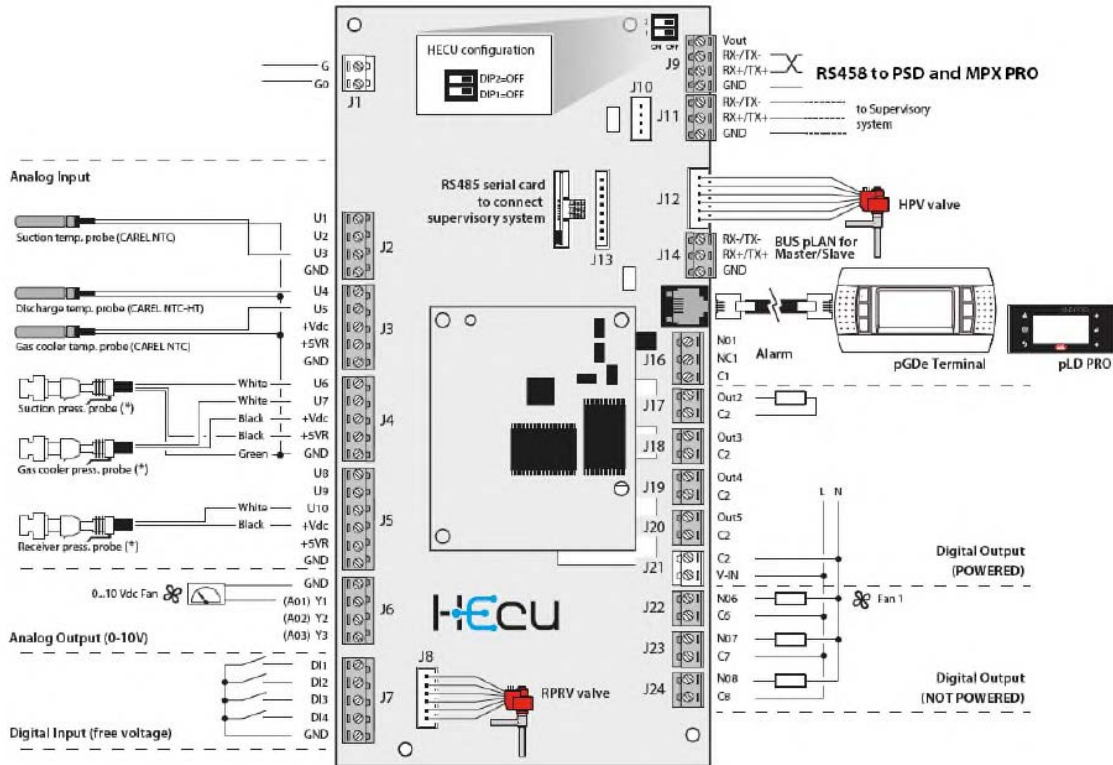 HECU configuration
DIP2=OFF
DIP1=OFF
2
1
ON OFF
G
G0
J1
J9
Vout
RX-/TX-
RX+/TX+
GND
RS458 to PSD and MPX PRO
J10
J11
RX-/TX-
RX+/TX+
GND
to Supervisory
system
Analog Input
Suction temp. probe (CAREL NTC)
U1
U2
U3
GND
J2
RS485 serial card
to connect
supervisory system
J13
J12
HPV valve
J14
RX-/TX-
RX+/TX+
GND
BUS pLAN for
Master/Slave
Discharge temp. probe (CAREL NTC-HT)
Gas cooler temp. probe (CAREL NTC)
U4
U5
+Vdc
+5VR
GND
J3
pGDe Terminal
pLD PRO
J16
NO1
NC1
C1
Alarm
Suction press. probe (*)
Gas cooler press. probe (*)
White
White
Black
Black
Green
U6
U7
+Vdc
+5VR
GND
J4
J17
Out2
C2
J18
Out3
C2
Receiver press. probe (*)
White
Black
U8
U9
U10
+Vdc
+5VR
GND
J5
J19
Out4
C2
J20
Out5
C2
L N
J21
C2
V-IN
Digital Output
(POWERED)
0...10 Vdc Fan
GND
(A01) Y1
(A02) Y2
(A03) Y3
J6
Analog Output (0-10V)
HECU
J22
N06
C6
Fan 1
J23
N07
C7
J24
N08
C8
Digital Output
(NOT POWERED)
DI1
DI2
DI3
DI4
GND
J7
Digital Input (free voltage)
J8
RPRV valve